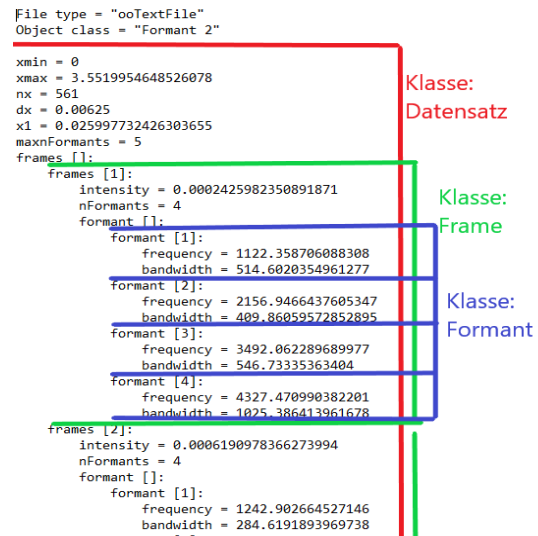 File type = "ooTextFile"
Object class = "Formant 2"
xmin = 0
xmax = 3.5519954648526078
nx = 561
dx = 0.00625
x1 = 0.025997732426303655
maxnFormants = 5
frames []:
frames [1]:
intensity = 0.0002425982350891871
nFormants = 4
formant []:
formant [1]:
frequency = 1122.358706088308
bandwidth = 514.6020354961277
formant [2]:
frequency = 2156.9466437605347
bandwidth = 409.86059572852895
formant [3]:
frequency = 3492.062289689977
bandwidth = 546.73335363404
formant [4]:
frequency = 4327.470990382201
bandwidth = 1025.386413961678
frames [2]:
intensity = 0.0006190978366273994
nFormants = 4
formant []:
formant [1]:
frequency = 1242.902664527146
bandwidth = 284.6191893969738
Klasse:
Datensatz
Klasse:
Frame
Klasse:
Formant